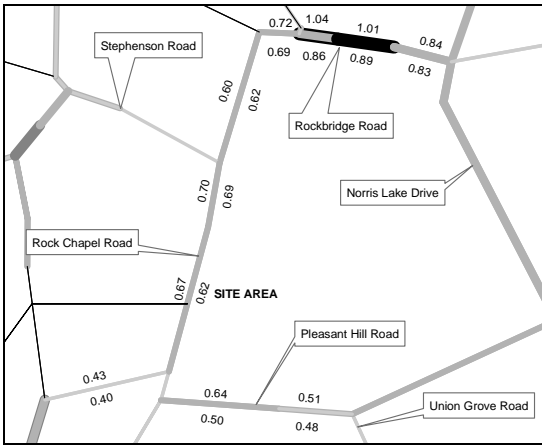 0.72 1.04 1.01 0.84
0.69 0.86 0.89 0.83
Stephenson Road
Rockbridge Road
0.60 0.62
Norris Lake Drive
0.70 0.69
Rock Chapel Road
0.67 0.62 SITE AREA
Pleasant Hill Road
0.43 0.64 0.51
0.40 0.50 0.48
Union Grove Road